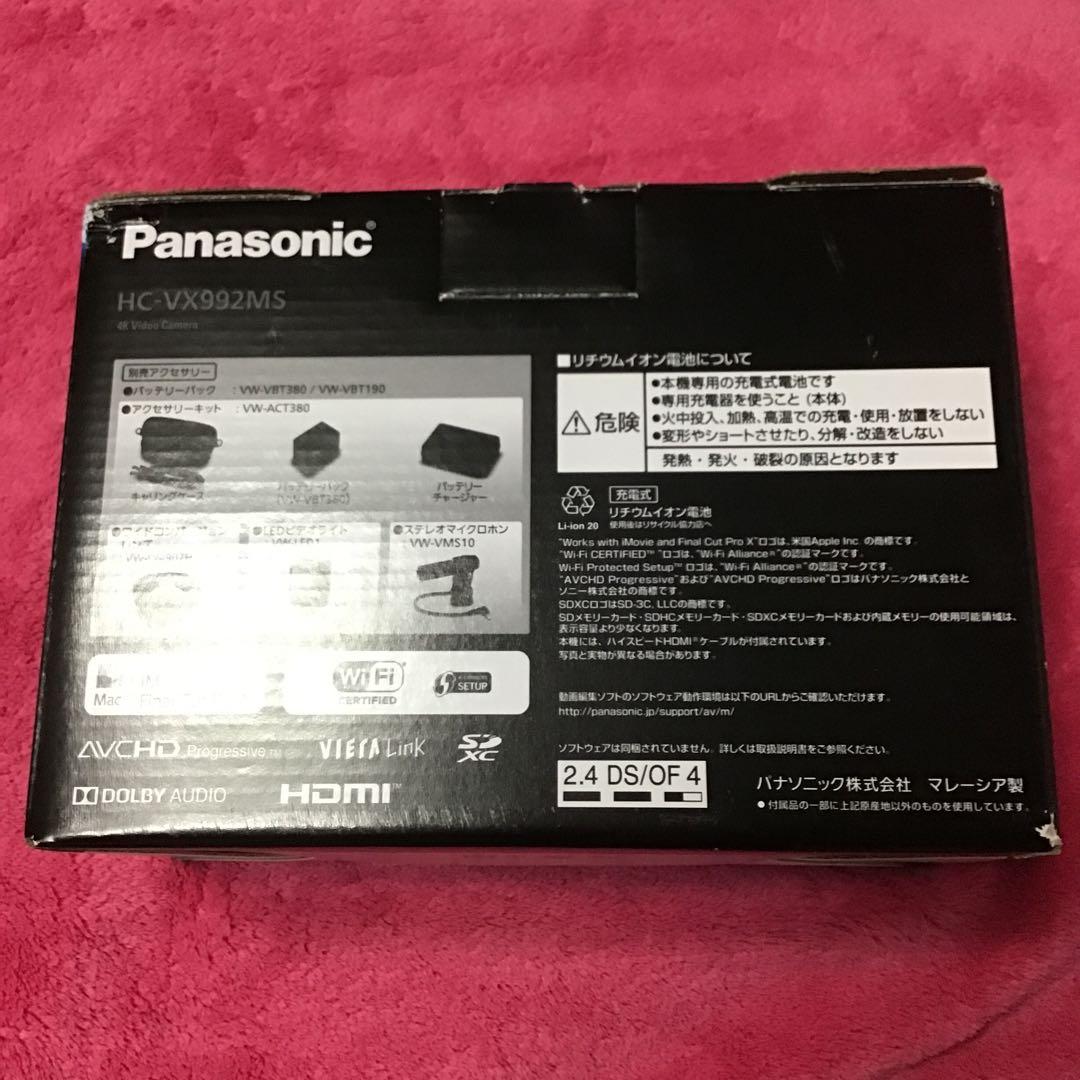 Panasonic®
HC-VX992MS
4K Video Camera
別売アクセサリー
●バッテリーパック : VW-VBT380 / VW-VBT190
●アクセサリーキット : VW-ACT380
キャリングケース
バッテリーパック
(VW-VBT380)
バッテリー
チャージャー
●LEDビデオライト
: VW-LED1
●ステレオマイクロホン
: VW-VMS10
Wi Fi
CERTIFIED
SETUP
AVCHD Progressive™
VIERA Link
SD
XC
DOLBY AUDIO
HDMI™
■リチウムイオン電池について
危険
●本機専用の充電式電池です
●専用充電器を使うこと (本体)
●火中投入、加熱、高温での充電・使用・放置をしない
●変形やショートさせたり、分解・改造をしない
発熱・発火・破裂の原因となります
充電式
リチウムイオン電池
Li-ion 20 使用後はリサイクル協力店へ
"Works with iMovie and Final Cut Pro X"ロゴは、米国Apple Inc. の商標です。
"Wi-Fi CERTIFIED™ "ロゴは、"Wi-Fi Alliance®"の認証マークです。
Wi-Fi Protected Setup™ ロゴは、"Wi-Fi Alliance®"の認証マークです。
"AVCHD Progressive"および"AVCHD Progressive"ロゴはパナソニック株式会社と
ソニー株式会社の商標です。
SDXCロゴはSD-3C, LLCの商標です。
SDメモリーカード・SDHCメモリーカード・SDXCメモリーカードおよび内蔵メモリーの使用可能領域は、
表示容量より少なくなります。
本機には、ハイスピードHDMI®ケーブルが付属されています。
写真と実物が異なる場合があります。
動画編集ソフトのソフトウェア動作環境は以下のURLからご確認いただけます。
http://panasonic.jp/support/av/m/
ソフトウェアは同梱されていません。詳しくは取扱説明書をご参照ください。
2.4 DS/OF 4
パナソニック株式会社 マレーシア製
●付属品の一部に上記原産地以外のものを使用しています。